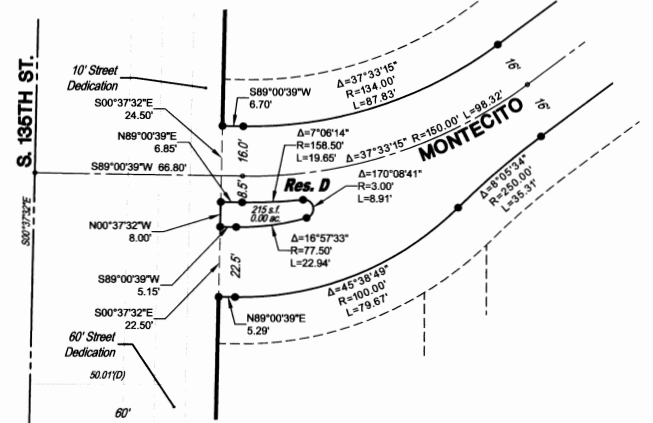 10' Street
Dedication
S. 135TH ST.
S00°37'32"E
24.50'
S89°00'39"W
6.70'
Δ=37°33'15"
R=134.00'
L=87.83'
16'
16'
N89°00'39"E
6.85'
16.0'
Δ=7°06'14"
R=158.50'
L=19.65'
Δ=37°33'15" R=150.00' L=98.32'
MONTECITO
S89°00'39"W 66.80'
8.5'
Res. D
Δ=170°08'41"
R=3.00'
L=8.91'
Δ=8°05'34"
R=250.00'
L=35.31'
215 s.f.
0.00 ac.
S00°37'32"E
N00°37'32"W
8.00'
Δ=16°57'33"
R=77.50'
L=22.94'
S89°00'39"W
5.15'
22.5'
S00°37'32"E
22.50'
Δ=45°38'49"
R=100.00'
L=79.67'
N89°00'39"E
5.29'
60' Street
Dedication
50.01'(D)
60'